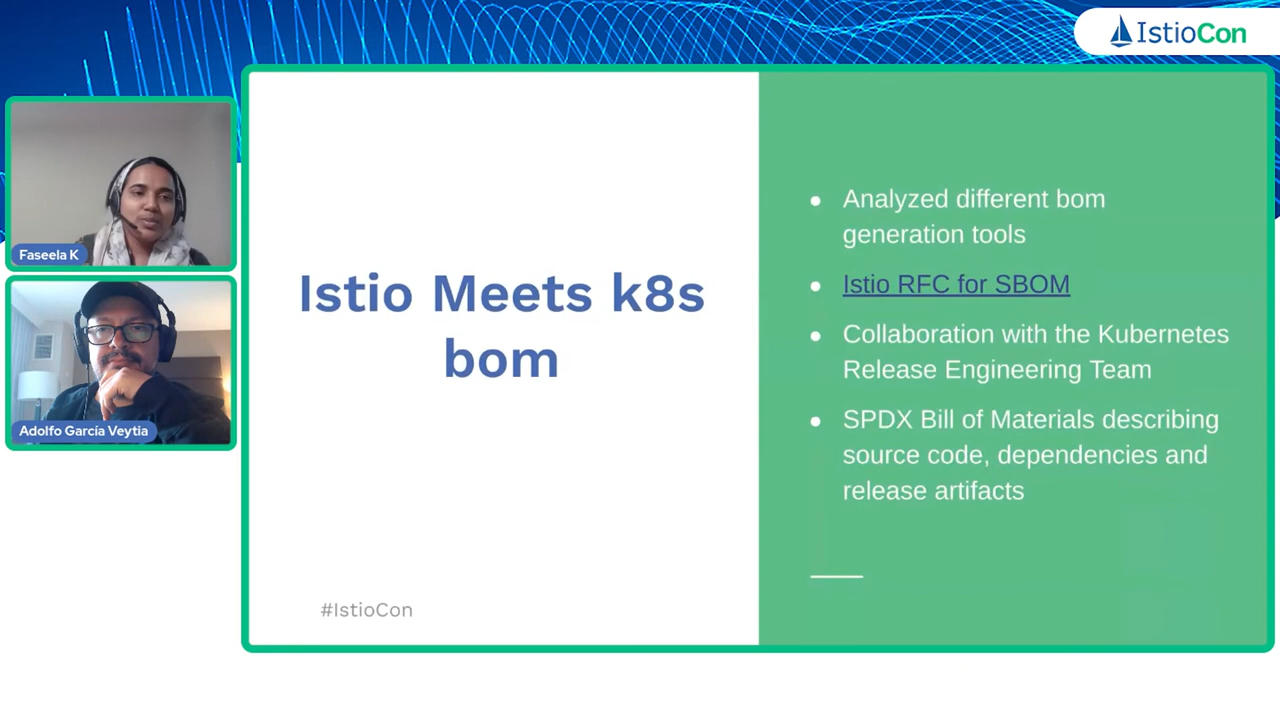 IstioCon
Faseela K
Adolfo García Veytia
Istio Meets k8s
bom
#IstioCon
• Analyzed different bom
generation tools
• Istio RFC for SBOM
• Collaboration with the Kubernetes
Release Engineering Team
• SPDX Bill of Materials describing
source code, dependencies and
release artifacts